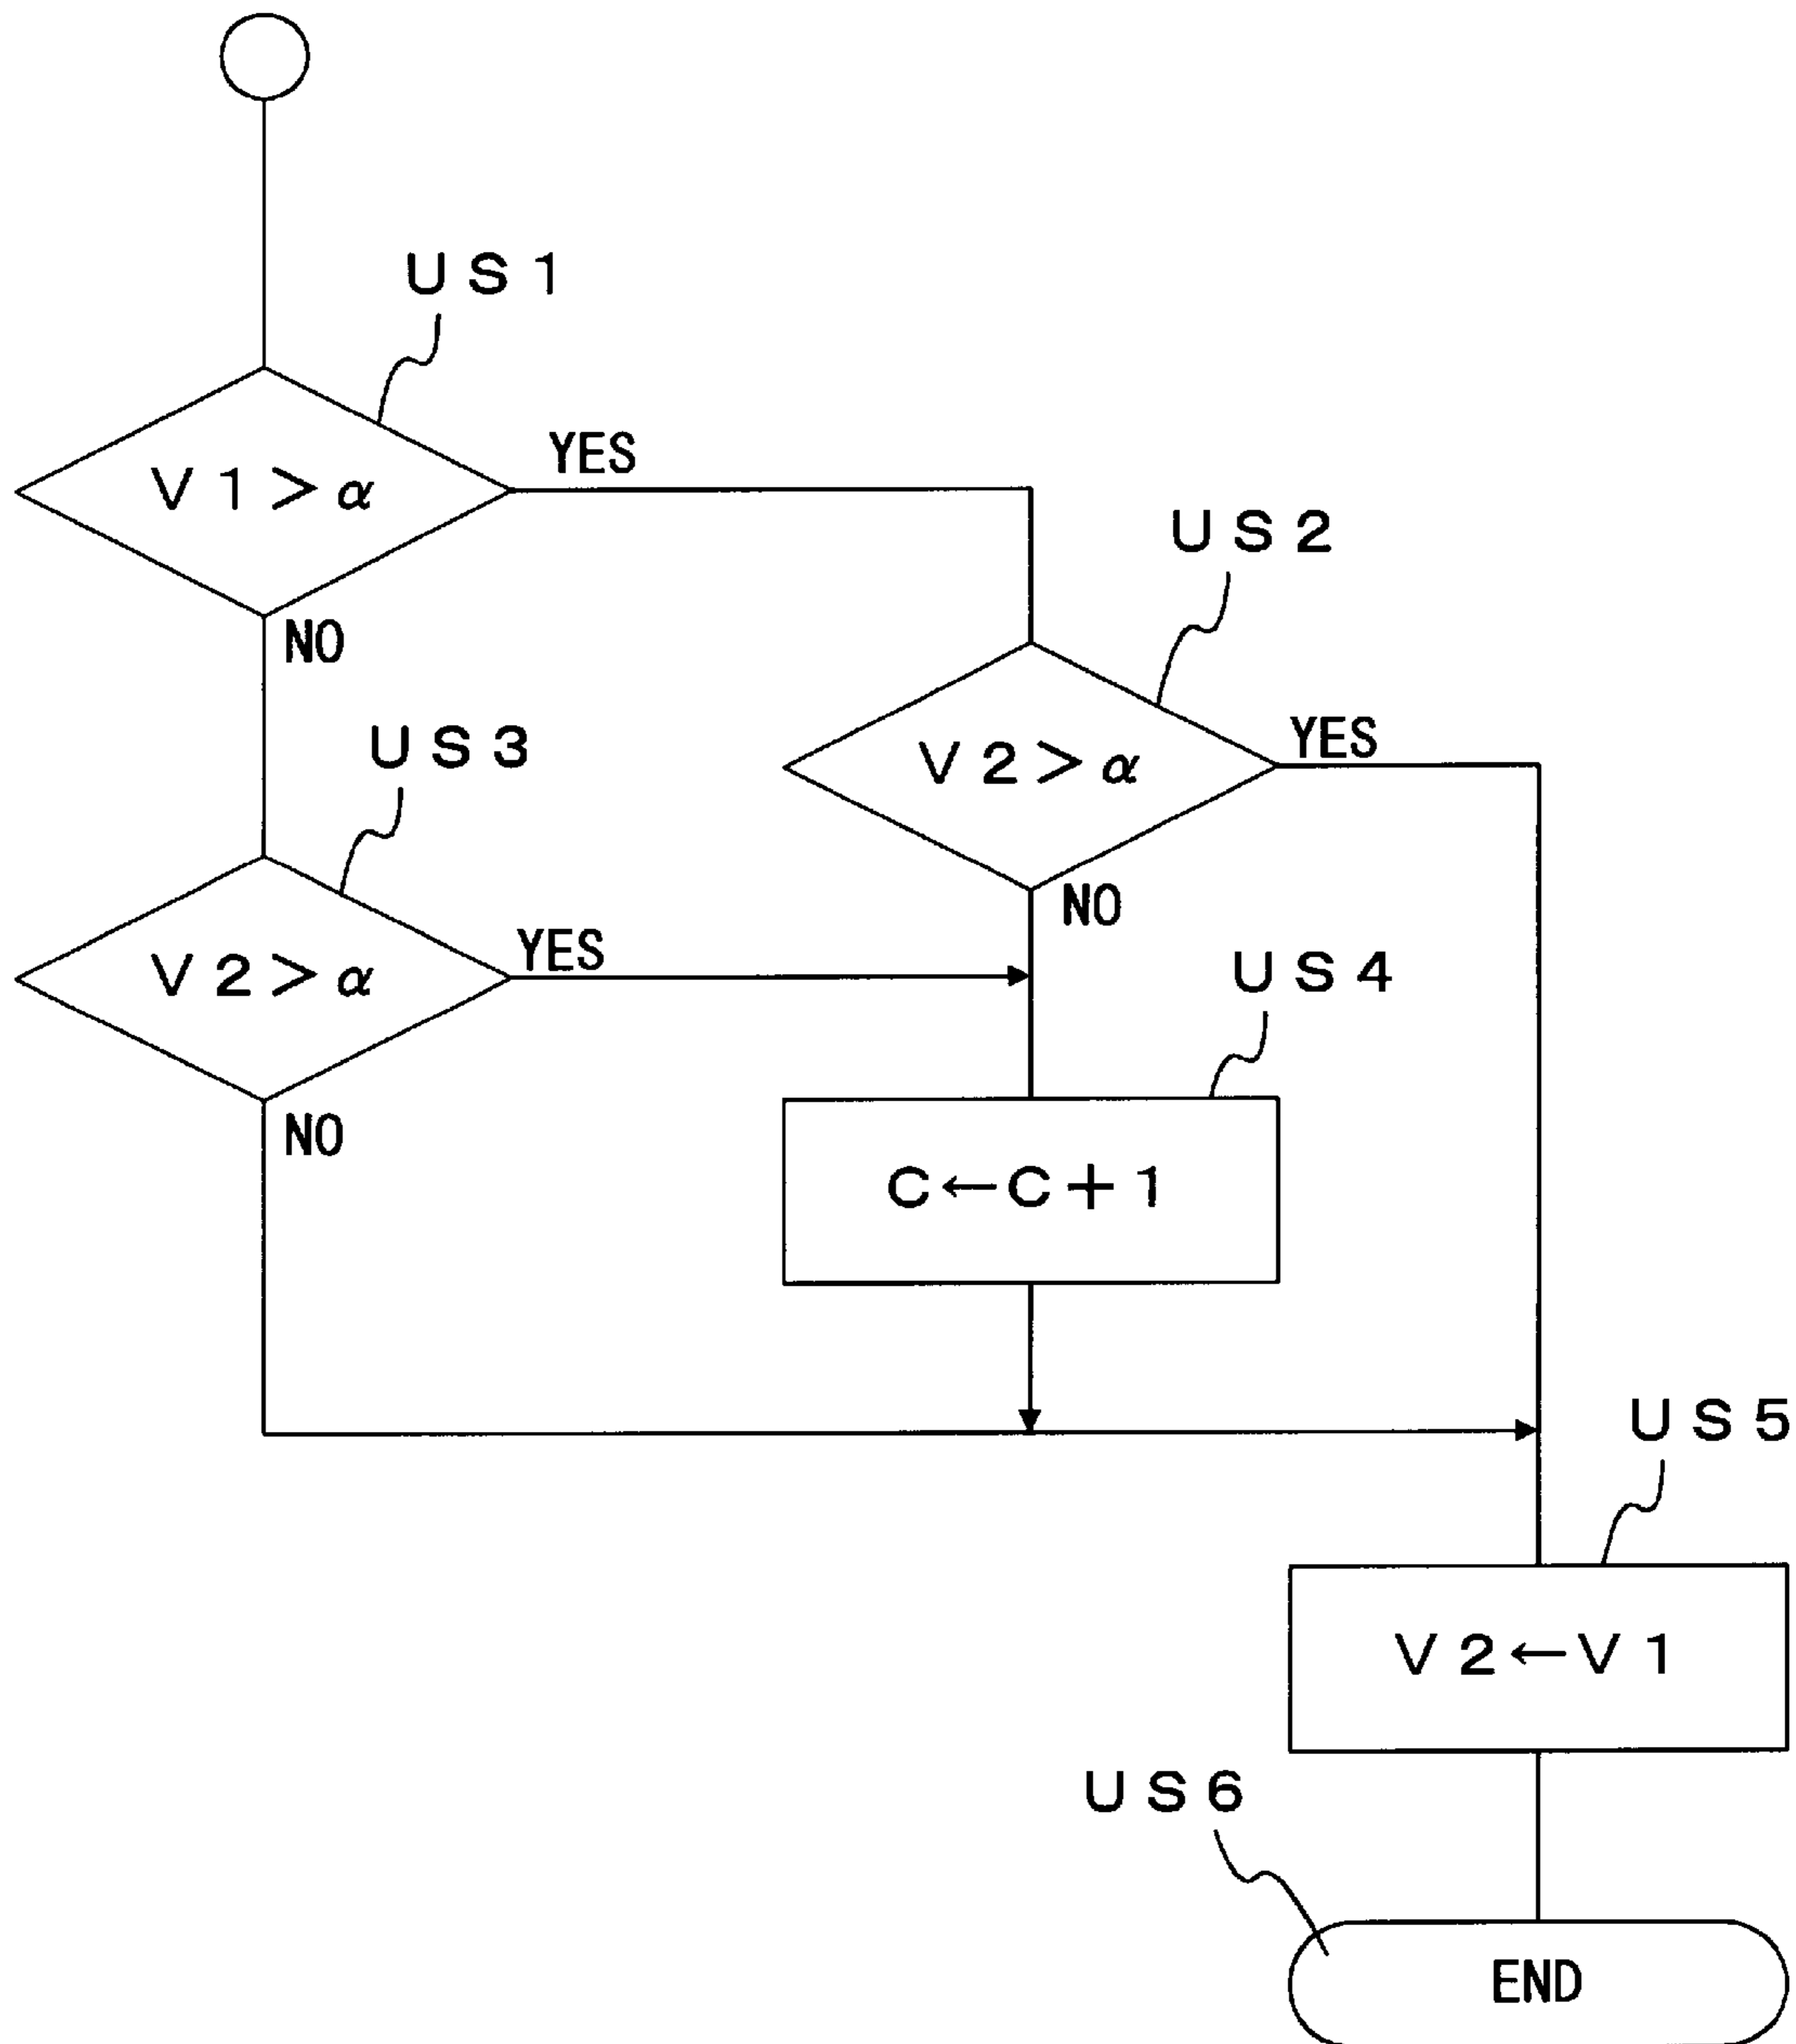 US1
V1>α
YES
NO
US2
V2>α
YES
NO
US3
V2>α
YES
NO
US4
C←C+1
US5
V2←V1
US6
END